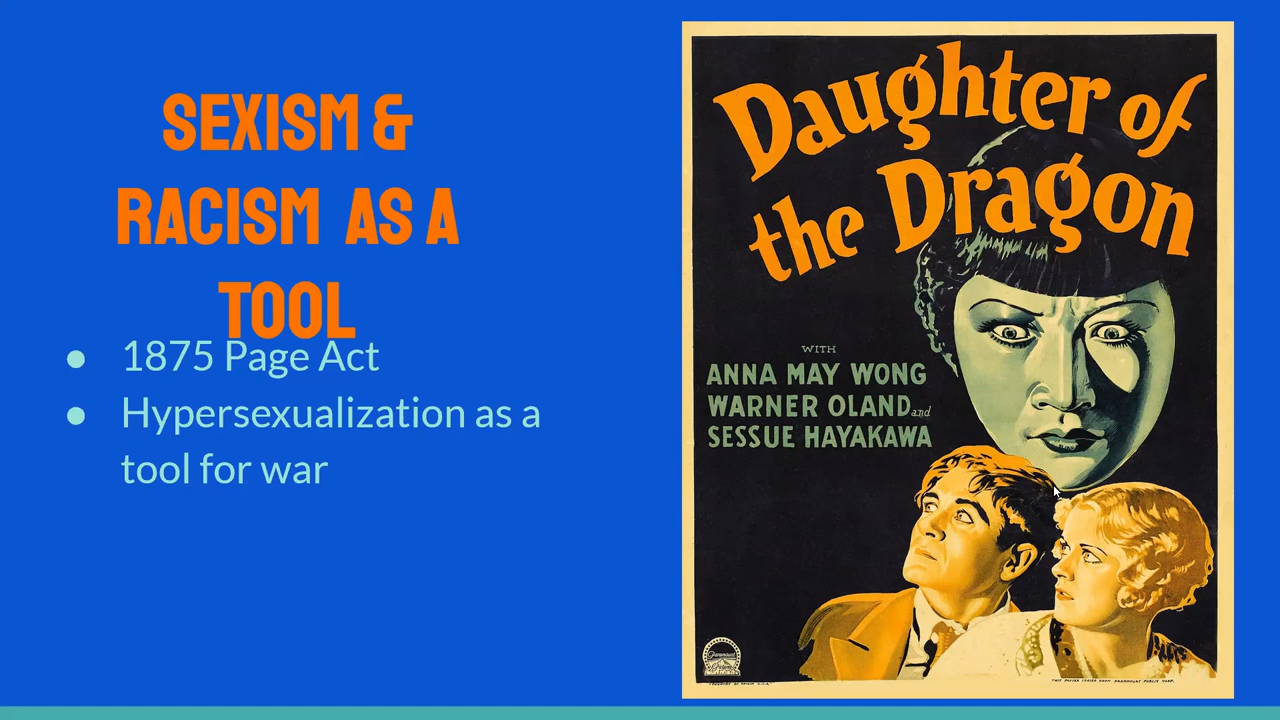 SEXISM &
RACISM AS A
TOOL
● 1875 Page Act
● Hypersexualization as a
tool for war
Daughter of
the Dragon
WITH
ANNA MAY WONG
WARNER OLAND and
SESSUE HAYAKAWA
Paramount